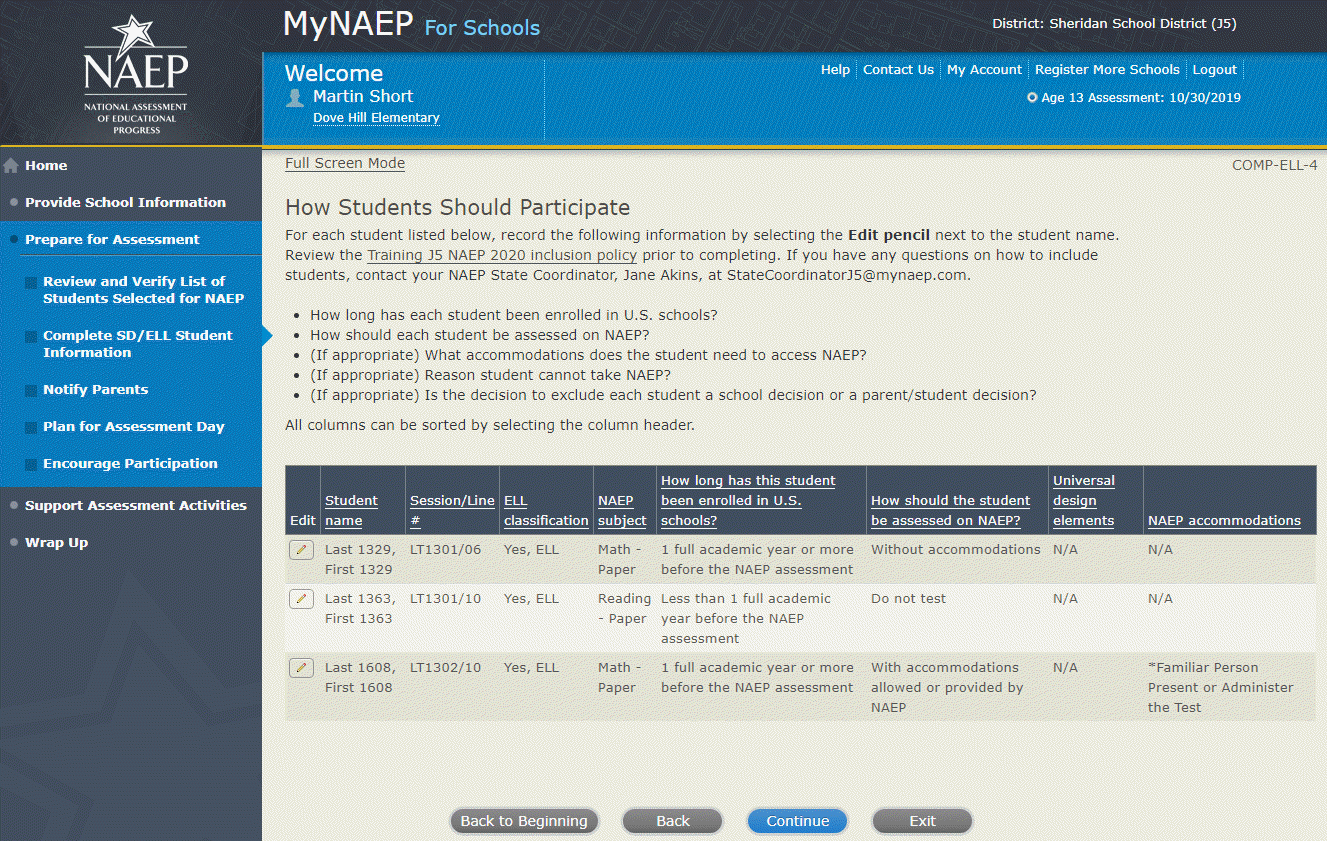 NAEP
NATIONAL ASSESSMENT
OF EDUCATIONAL
PROGRESS
MyNAEP For Schools
District: Sheridan School District (J5)
Welcome
Martin Short
Dove Hill Elementary
Help Contact Us My Account Register More Schools Logout
Age 13 Assessment: 10/30/2019
Home
Provide School Information
Prepare for Assessment
Review and Verify List of
Students Selected for NAEP
Complete SD/ELL Student
Information
Notify Parents
Plan for Assessment Day
Encourage Participation
Support Assessment Activities
Wrap Up
Full Screen Mode
COMP-ELL-4
How Students Should Participate
For each student listed below, record the following information by selecting the Edit pencil next to the student name.
Review the Training J5 NAEP 2020 inclusion policy prior to completing. If you have any questions on how to include
students, contact your NAEP State Coordinator, Jane Akins, at StateCoordinatorJ5@mynaep.com.
• How long has each student been enrolled in U.S. schools?
• How should each student be assessed on NAEP?
• (If appropriate) What accommodations does the student need to access NAEP?
• (If appropriate) Reason student cannot take NAEP?
• (If appropriate) Is the decision to exclude each student a school decision or a parent/student decision?
All columns can be sorted by selecting the column header.
Edit
Student
name
Session/Line
#
ELL
classification
NAEP
subject
How long has this student
been enrolled in U.S.
schools?
How should the student
be assessed on NAEP?
Universal
design
elements
NAEP accommodations
Last 1329,
First 1329
LT1301/06
Yes, ELL
Math -
Paper
1 full academic year or more
before the NAEP assessment
Without accommodations
N/A
N/A
Last 1363,
First 1363
LT1301/10
Yes, ELL
Reading
- Paper
Less than 1 full academic
year before the NAEP
assessment
Do not test
N/A
N/A
Last 1608,
First 1608
LT1302/10
Yes, ELL
Math -
Paper
1 full academic year or more
before the NAEP assessment
With accommodations
allowed or provided by
NAEP
N/A
*Familiar Person
Present or Administer
the Test
Back to Beginning
Back
Continue
Exit